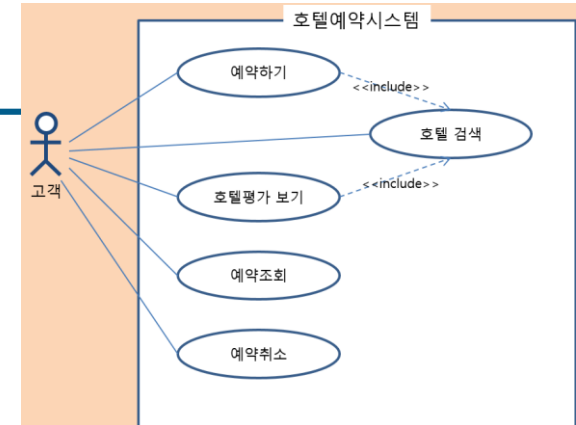 호텔예약시스템
예약하기
<<include>>
호텔 검색
고객
호텔평가 보기
<<include>>
예약조회
예약취소